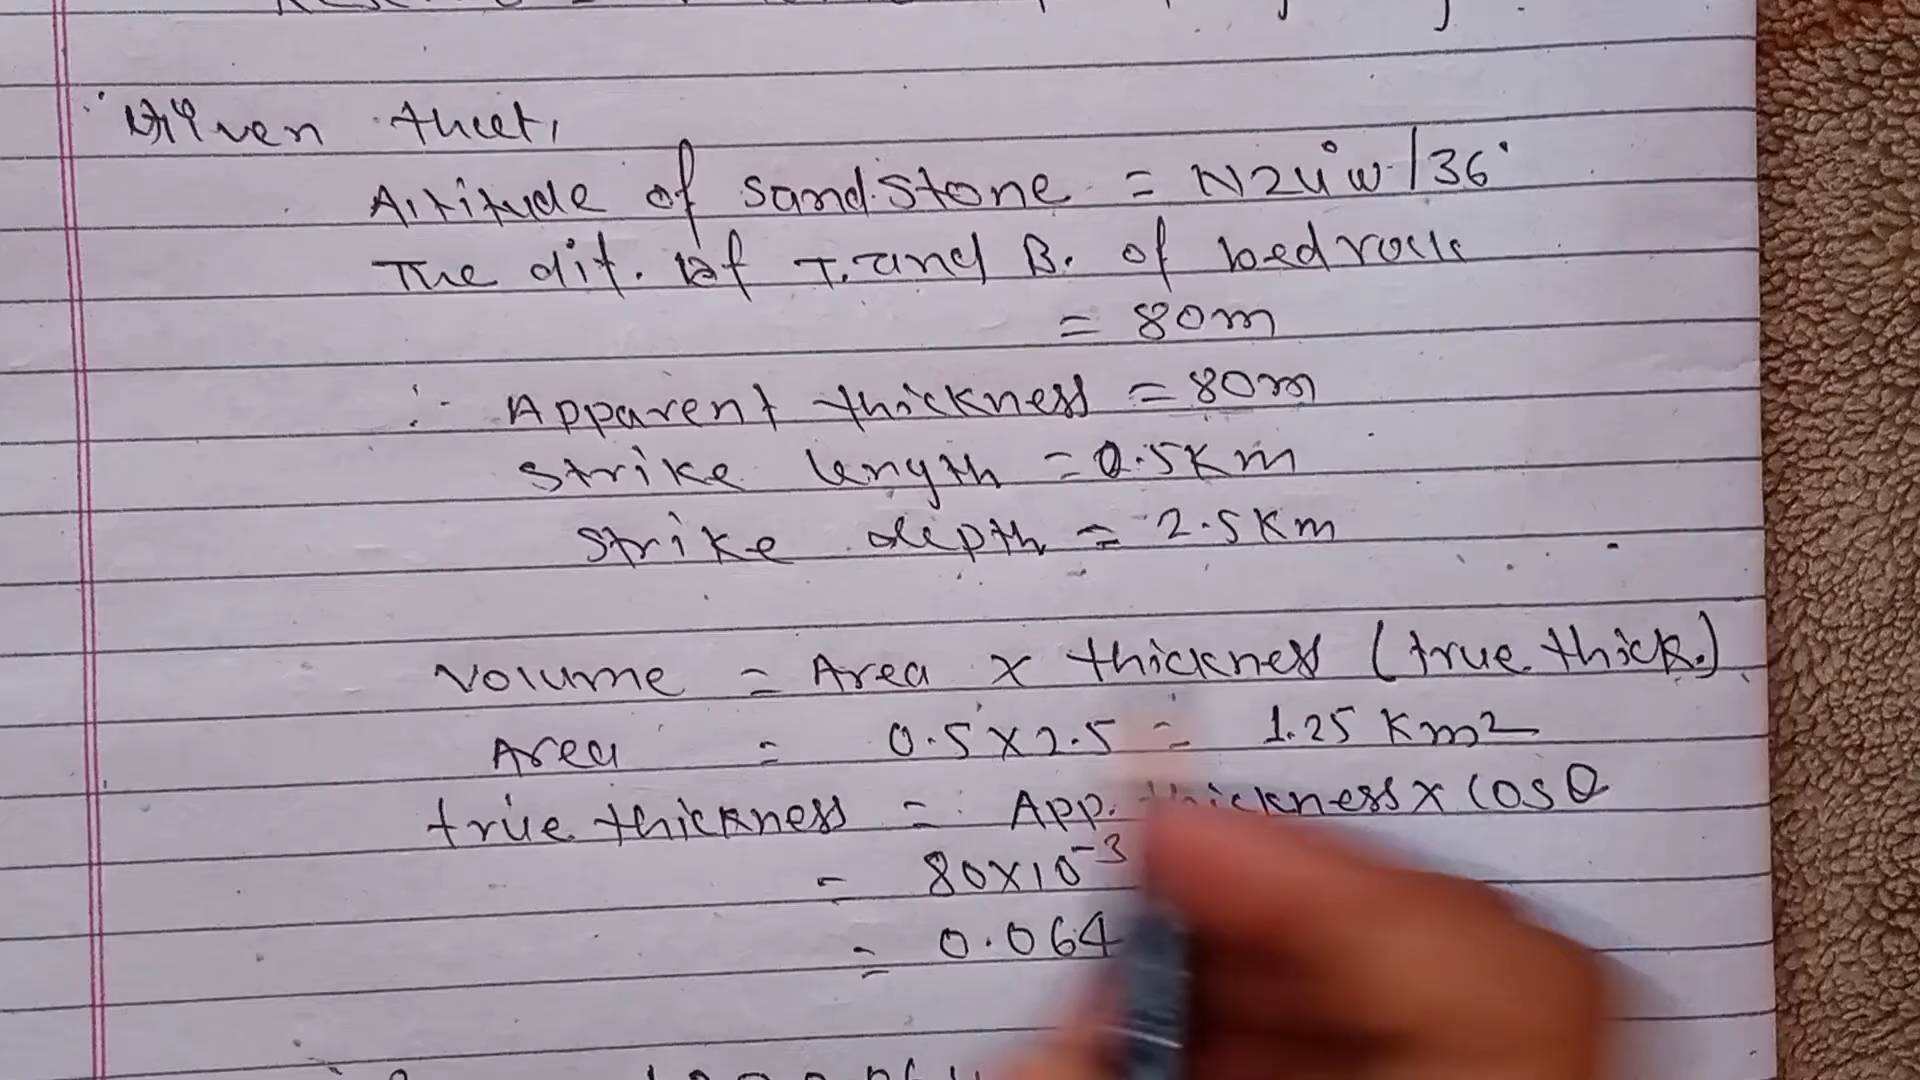 Given that,
Altitude of sandstone = N24°W/36°
The dif. of T. and B. of bedrock
= 80m
∴ Apparent thickness = 80m
Strike length = 0.5Km
Strike depth = 2.5Km
Volume = Area x thickness (true thick.)
Area = 0.5x2.5 = 1.25 Km2
true thickness = App. thicknessx Cosθ
= 80x10-3
= 0.064